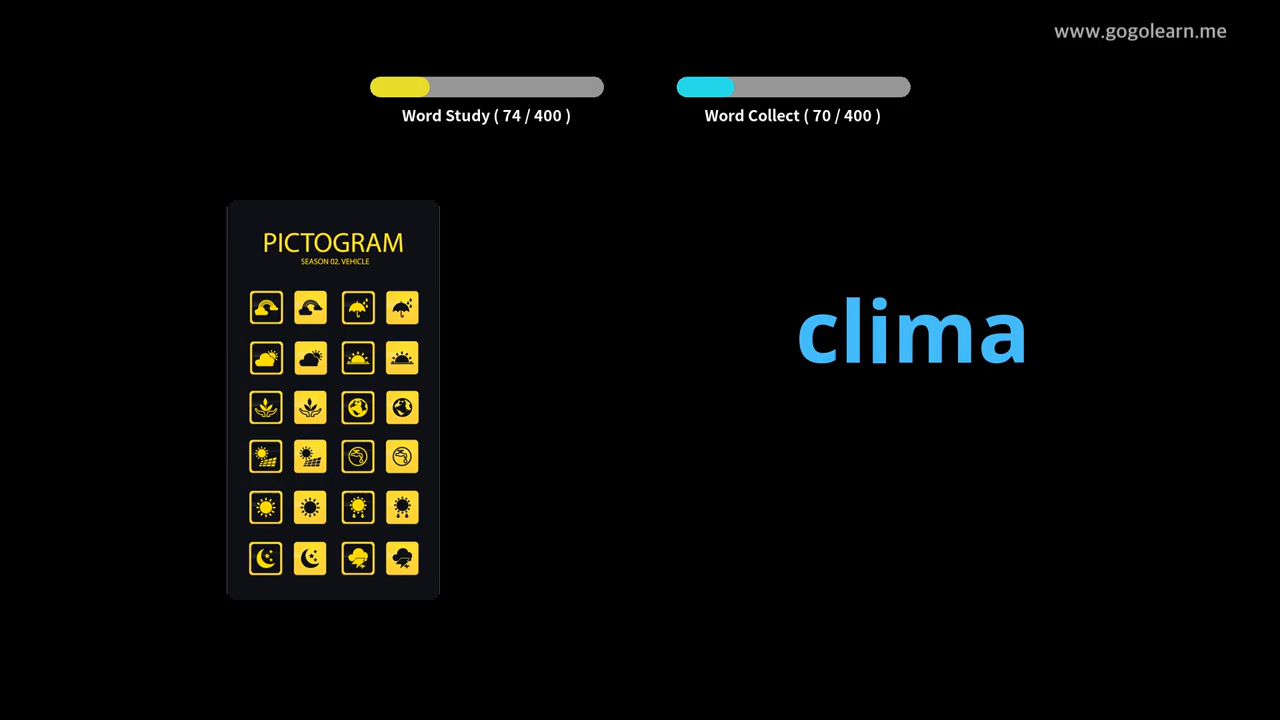 www.gogolearn.me
Word Study ( 74 / 400 )
Word Collect ( 70 / 400 )
PICTOGRAM
SEASON 02. VEHICLE
clima